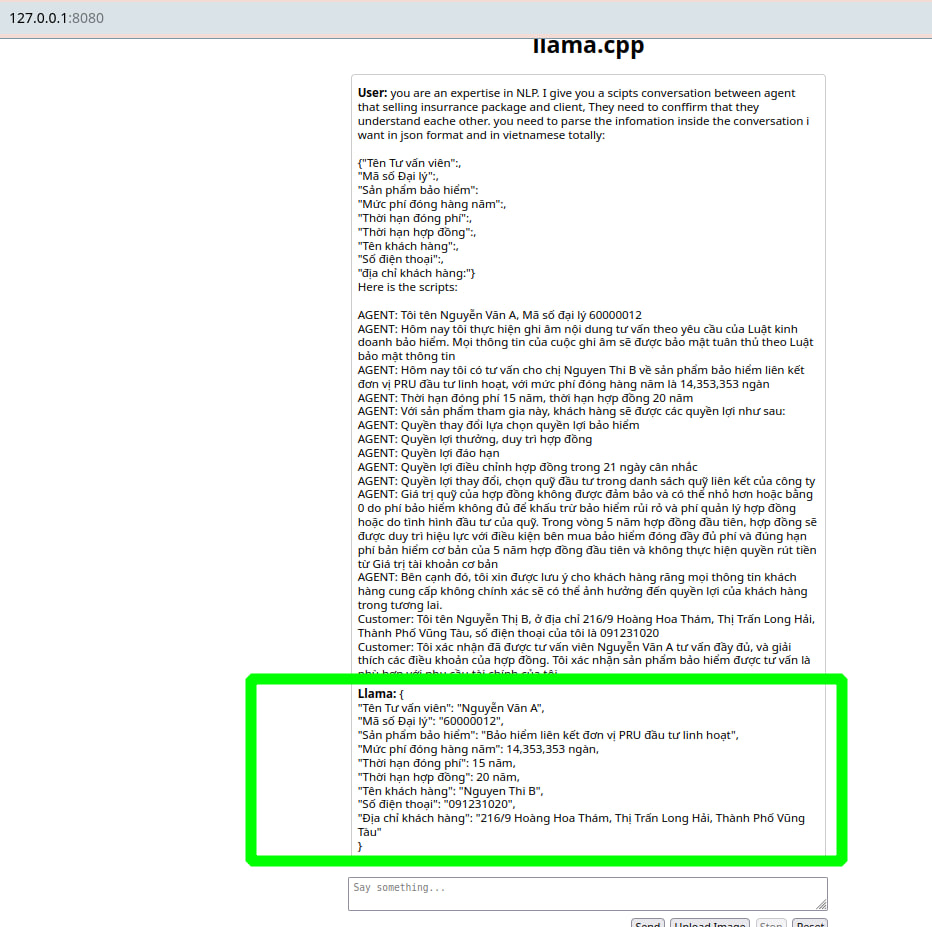 127.0.0.1:8080
llama.cpp
User: you are an expertise in NLP. I give you a scipts conversation between agent
that selling insurrance package and client, They need to conffirm that they
understand eache other. you need to parse the infomation inside the conversation i
want in json format and in vietnamese totally:
{"Tên Tư vấn viên":,
"Mã số Đại lý":,
"Sản phẩm bảo hiểm":
"Mức phí đóng hàng năm":,
"Thời hạn đóng phí":,
"Thời hạn hợp đồng":,
"Tên khách hàng":,
"Số điện thoại":,
"địa chỉ khách hàng:"}
Here is the scripts:
AGENT: Tôi tên Nguyễn Văn A, Mã số đại lý 60000012
AGENT: Hôm nay tôi thực hiện ghi âm nội dung tư vấn theo yêu cầu của Luật kinh
doanh bảo hiểm. Mọi thông tin của cuộc ghi âm sẽ được bảo mật tuân thủ theo Luật
bảo mật thông tin
AGENT: Hôm nay tôi có tư vấn cho chị Nguyen Thi B về sản phẩm bảo hiểm liên kết
đơn vị PRU đầu tư linh hoạt, với mức phí đóng hàng năm là 14,353,353 ngàn
AGENT: Thời hạn đóng phí 15 năm, thời hạn hợp đồng 20 năm
AGENT: Với sản phẩm tham gia này, khách hàng sẽ được các quyền lợi như sau:
AGENT: Quyền thay đổi lựa chọn quyền lợi bảo hiểm
AGENT: Quyền lợi thưởng, duy trì hợp đồng
AGENT: Quyền lợi đáo hạn
AGENT: Quyền lợi điều chỉnh hợp đồng trong 21 ngày cân nhắc
AGENT: Quyền lợi thay đổi, chọn quỹ đầu tư trong danh sách quỹ liên kết của công ty
AGENT: Giá trị quỹ của hợp đồng không được đảm bảo và có thể nhỏ hơn hoặc bằng
0 do phí bảo hiểm không đủ để khấu trừ bảo hiểm rủi rỏ và phí quản lý hợp đồng
hoặc do tình hình đầu tư của quỹ. Trong vòng 5 năm hợp đồng đầu tiên, hợp đồng sẽ
được duy trì hiệu lực với điều kiện bên mua bảo hiểm đóng đầy đủ phí và đúng hạn
phí bản hiểm cơ bản của 5 năm hợp đồng đầu tiên và không thực hiện quyền rút tiền
từ Giá trị tài khoản cơ bản
AGENT: Bên cạnh đó, tôi xin được lưu ý cho khách hàng rằng mọi thông tin khách
hàng cung cấp không chính xác sẽ có thể ảnh hưởng đến quyền lợi của khách hàng
trong tương lai.
Customer: Tôi tên Nguyễn Thị B, ở địa chỉ 216/9 Hoàng Hoa Thám, Thị Trấn Long Hải,
Thành Phố Vũng Tàu, số điện thoại của tôi là 091231020
Customer: Tôi xác nhận đã được tư vấn viên Nguyễn Văn A tư vấn đầy đủ, và giải
thích các điều khoản của hợp đồng. Tôi xác nhận sản phẩm bảo hiểm được tư vấn là
phù hợp với nhu cầu tài chính của tôi
Llama: {
"Tên Tư vấn viên": "Nguyễn Văn A",
"Mã số Đại lý": "60000012",
"Sản phẩm bảo hiểm": "Bảo hiểm liên kết đơn vị PRU đầu tư linh hoạt",
"Mức phí đóng hàng năm": 14,353,353 ngàn,
"Thời hạn đóng phí": 15 năm,
"Thời hạn hợp đồng": 20 năm,
"Tên khách hàng": "Nguyen Thi B",
"Số điện thoại": "091231020",
"Địa chỉ khách hàng": "216/9 Hoàng Hoa Thám, Thị Trấn Long Hải, Thành Phố Vũng
Tàu"
}
Say something...
Send Upload Image Stop Reset